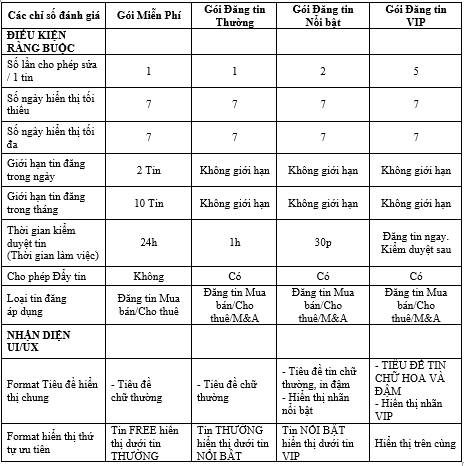 Các chỉ số đánh giá
Gói Miễn Phí
Gói Đăng tin
Thường
Gói Đăng tin
Nổi bật
Gói Đăng tin
VIP
ĐIỀU KIỆN
RÀNG BUỘC
Số lần cho phép sửa
/ 1 tin
1
1
2
5
Số ngày hiển thị tối
thiểu
7
7
7
7
Số ngày hiển thị tối
đa
7
7
7
7
Giới hạn tin đăng
trong ngày
2 Tin
Không giới hạn
Không giới hạn
Không giới hạn
Giới hạn tin đăng
trong tháng
10 Tin
Không giới hạn
Không giới hạn
Không giới hạn
Thời gian kiểm
duyệt tin
(Thời gian làm việc)
24h
1h
30p
Đăng tin ngay.
Kiểm duyệt sau
Cho phép Đẩy tin
Không
Có
Có
Có
Loại tin đăng
áp dụng
Đăng tin Mua
bán/Cho thuê
Đăng tin Mua
bán/Cho
thuê/M&A
Đăng tin Mua
bán/Cho
thuê/M&A
Đăng tin Mua
bán/Cho
thuê/M&A
NHẬN DIỆN
UI/UX
Format Tiêu đề hiển
thị chung
- Tiêu đề
chữ thường
- Tiêu đề chữ
thường
- Tiêu đề tin chữ
thường, in đậm
- Hiển thị nhãn
nổi bật
- TIÊU ĐỀ TIN
CHỮ HOA VÀ
ĐẬM
- Hiển thị nhãn
VIP
Format hiển thị thứ
tự ưu tiên
Tin FREE hiển
thị dưới tin
THƯỜNG
Tin THƯỜNG
hiển thị dưới tin
NỔI BẬT
Tin NỔI BẬT
hiển thị dưới tin
VIP
Hiển thị trên cùng